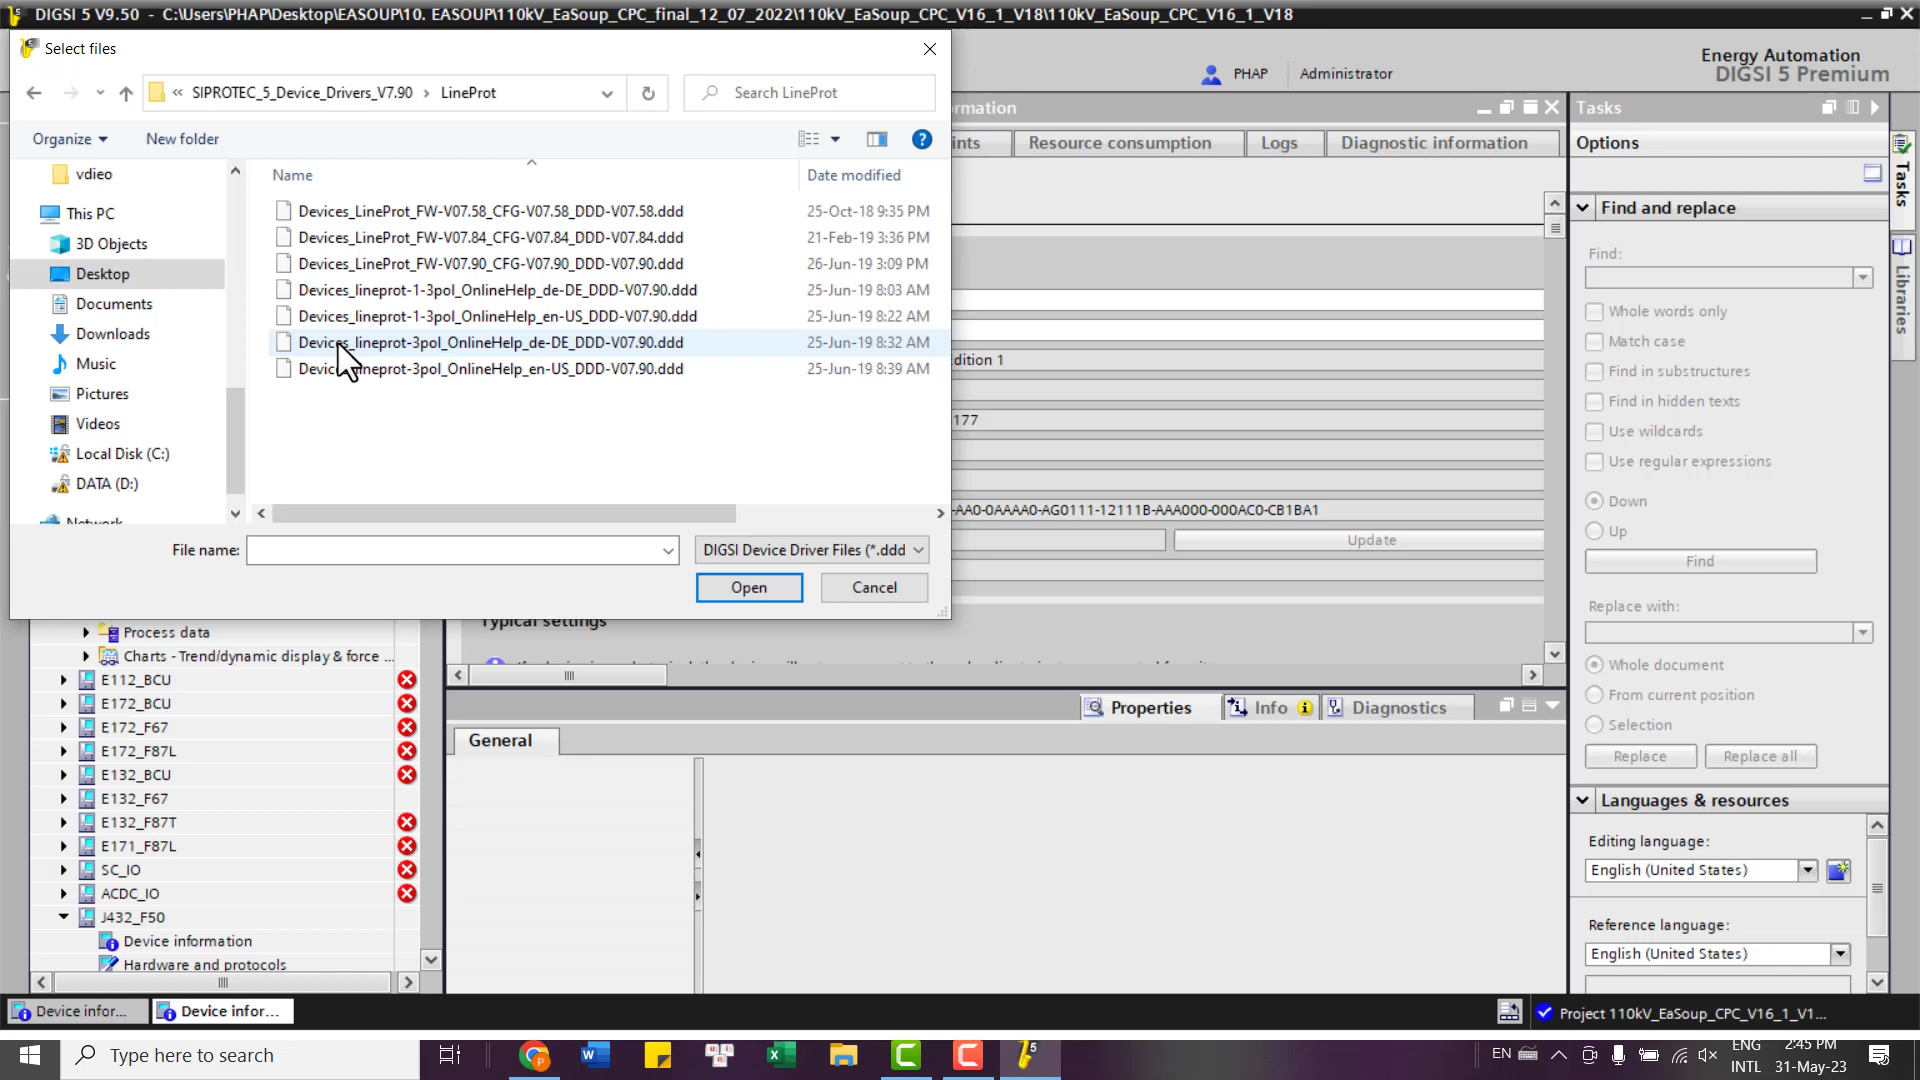 DIGSI 5 V9.50 - C:\Users\PHAP\Desktop\EASOUP\10. EASOUP\110kV_EaSoup_CPC_final_12_07_2022\110kV_EaSoup_CPC_V16_1_V18\110kV_EaSoup_CPC_V16_1_V18
Select files
Energy Automation
DIGSI 5 Premium
PHAP
Administrator
« SIPROTEC_5_Device_Drivers_V7.90 › LineProt
Search LineProt
Organize
New folder
Name
Date modified
Devices_LineProt_FW-V07.58_CFG-V07.58_DDD-V07.58.ddd 25-Oct-18 9:35 PM
Devices_LineProt_FW-V07.84_CFG-V07.84_DDD-V07.84.ddd 21-Feb-19 3:36 PM
Devices_LineProt_FW-V07.90_CFG-V07.90_DDD-V07.90.ddd 26-Jun-19 3:09 PM
Devices_lineprot-1-3pol_OnlineHelp_de-DE_DDD-V07.90.ddd 25-Jun-19 8:03 AM
Devices_lineprot-1-3pol_OnlineHelp_en-US_DDD-V07.90.ddd 25-Jun-19 8:22 AM
Devices_lineprot-3pol_OnlineHelp_de-DE_DDD-V07.90.ddd 25-Jun-19 8:32 AM
Devices_lineprot-3pol_OnlineHelp_en-US_DDD-V07.90.ddd 25-Jun-19 8:39 AM
vdieo
This PC
3D Objects
Desktop
Documents
Downloads
Music
Pictures
Videos
Local Disk (C:)
DATA (D:)
Network
File name:
DIGSI Device Driver Files (*.ddd
Open
Cancel
rmation
ints
Resource consumption
Logs
Diagnostic information
dition 1
177
-AA0-0AAAA0-AG0111-12111B-AAA000-000AC0-CB1BA1
Update
Typical settings
Process data
Charts - Trend/dynamic display & force ...
E112_BCU
E172_BCU
E172_F67
E172_F87L
E132_BCU
E132_F67
E132_F87T
E171_F87L
SC_IO
ACDC_IO
J432_F50
Device information
Hardware and protocols
Properties
Info
Diagnostics
General
Tasks
Options
Find and replace
Find:
Whole words only
Match case
Find in substructures
Find in hidden texts
Use wildcards
Use regular expressions
Down
Up
Find
Replace with:
Whole document
From current position
Selection
Replace
Replace all
Languages & resources
Editing language:
English (United States)
Reference language:
English (United States)
Tasks
Libraries
Device infor...
Device infor...
Project 110kV_EaSoup_CPC_V16_1_V1...
Type here to search
EN
ENG
INTL
2:45 PM
31-May-23